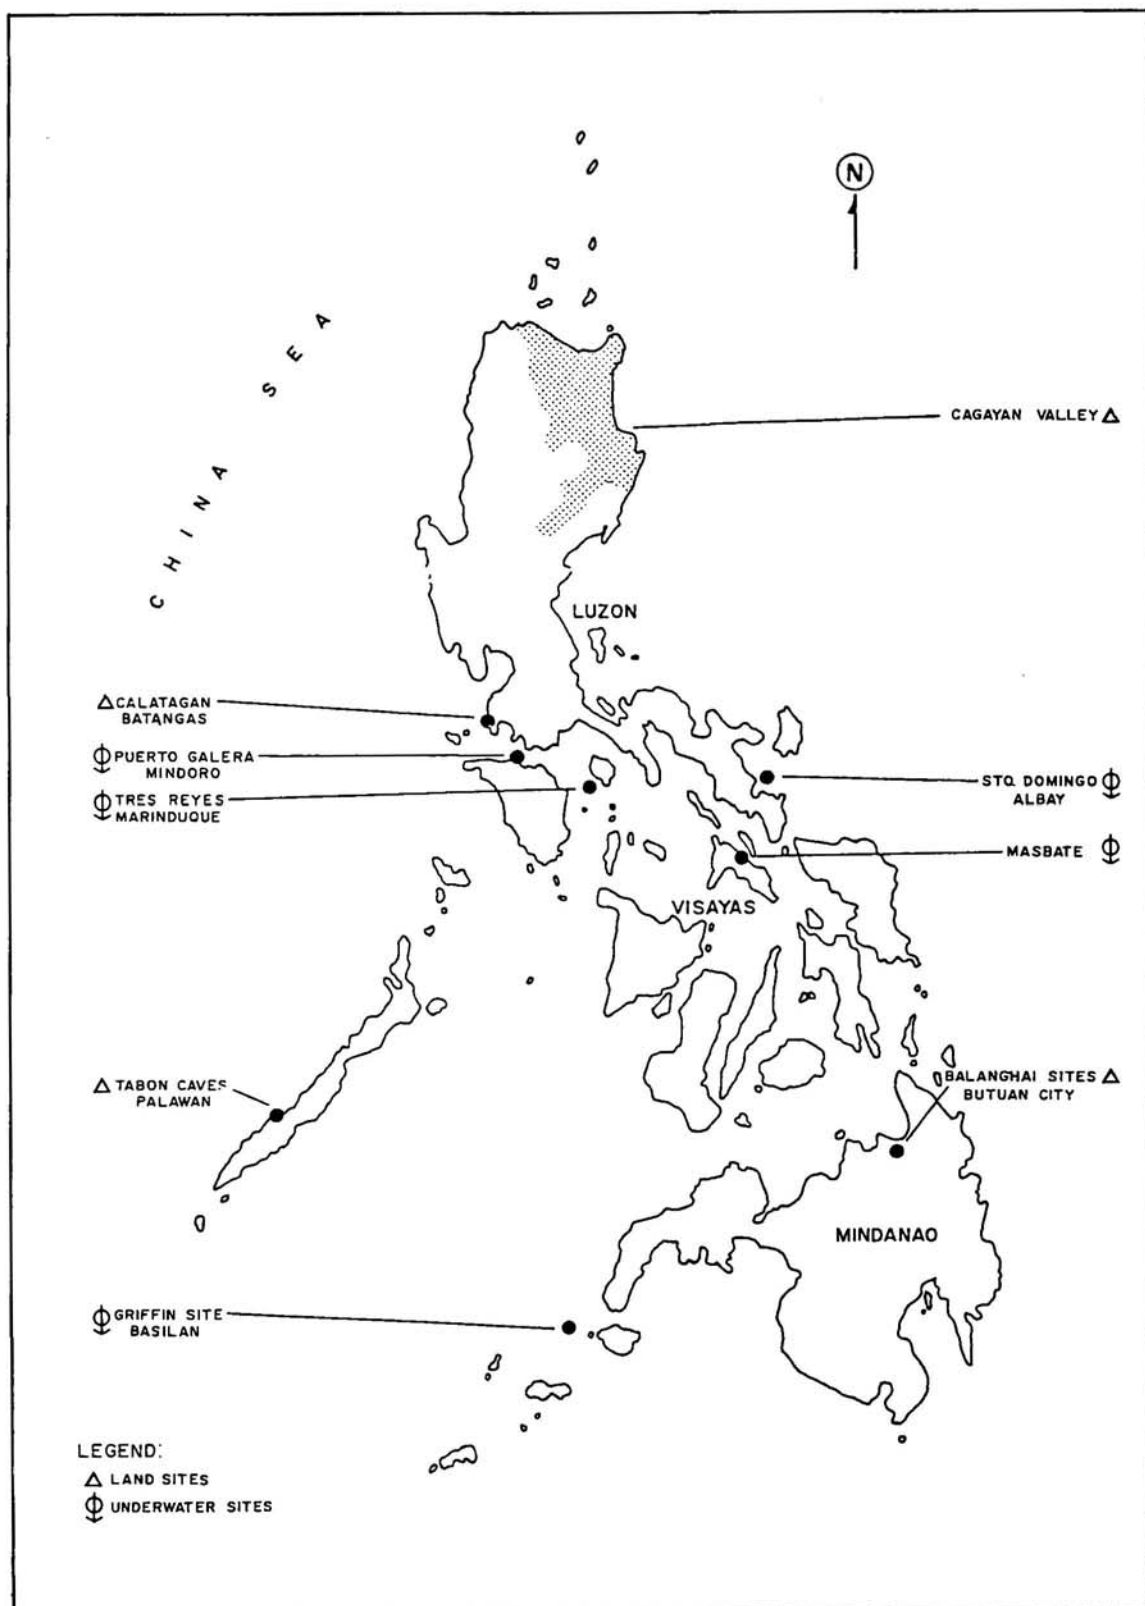 N
CHINA SEA
CAGAYAN VALLEY
LUZON
CALATAGAN
BATANGAS
PUERTO GALERA
MINDORO
TRES REYES
MARINDUQUE
STO. DOMINGO
ALBAY
MASBATE
VISAYAS
TABON CAVES
PALAWAN
BALANGHAI SITES
BUTUAN CITY
MINDANAO
GRIFFIN SITE
BASILAN
LEGEND:
LAND SITES
UNDERWATER SITES